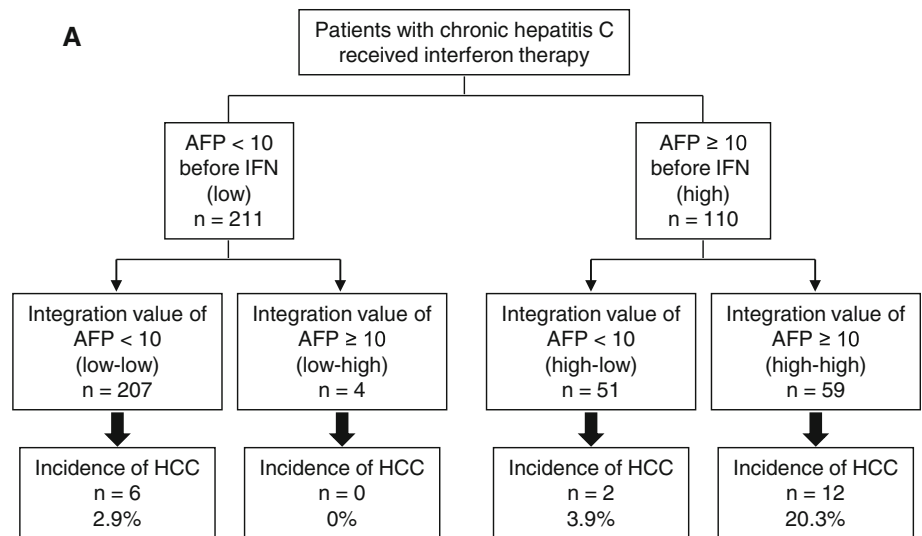 A
Patients with chronic hepatitis C
received interferon therapy
AFP < 10
before IFN
(low)
n = 211
AFP ≥ 10
before IFN
(high)
n = 110
Integration value of
AFP < 10
(low-low)
n = 207
Integration value of
AFP ≥ 10
(low-high)
n = 4
Integration value of
AFP < 10
(high-low)
n = 51
Integration value of
AFP ≥ 10
(high-high)
n = 59
Incidence of HCC
n = 6
2.9%
Incidence of HCC
n = 0
0%
Incidence of HCC
n = 2
3.9%
Incidence of HCC
n = 12
20.3%